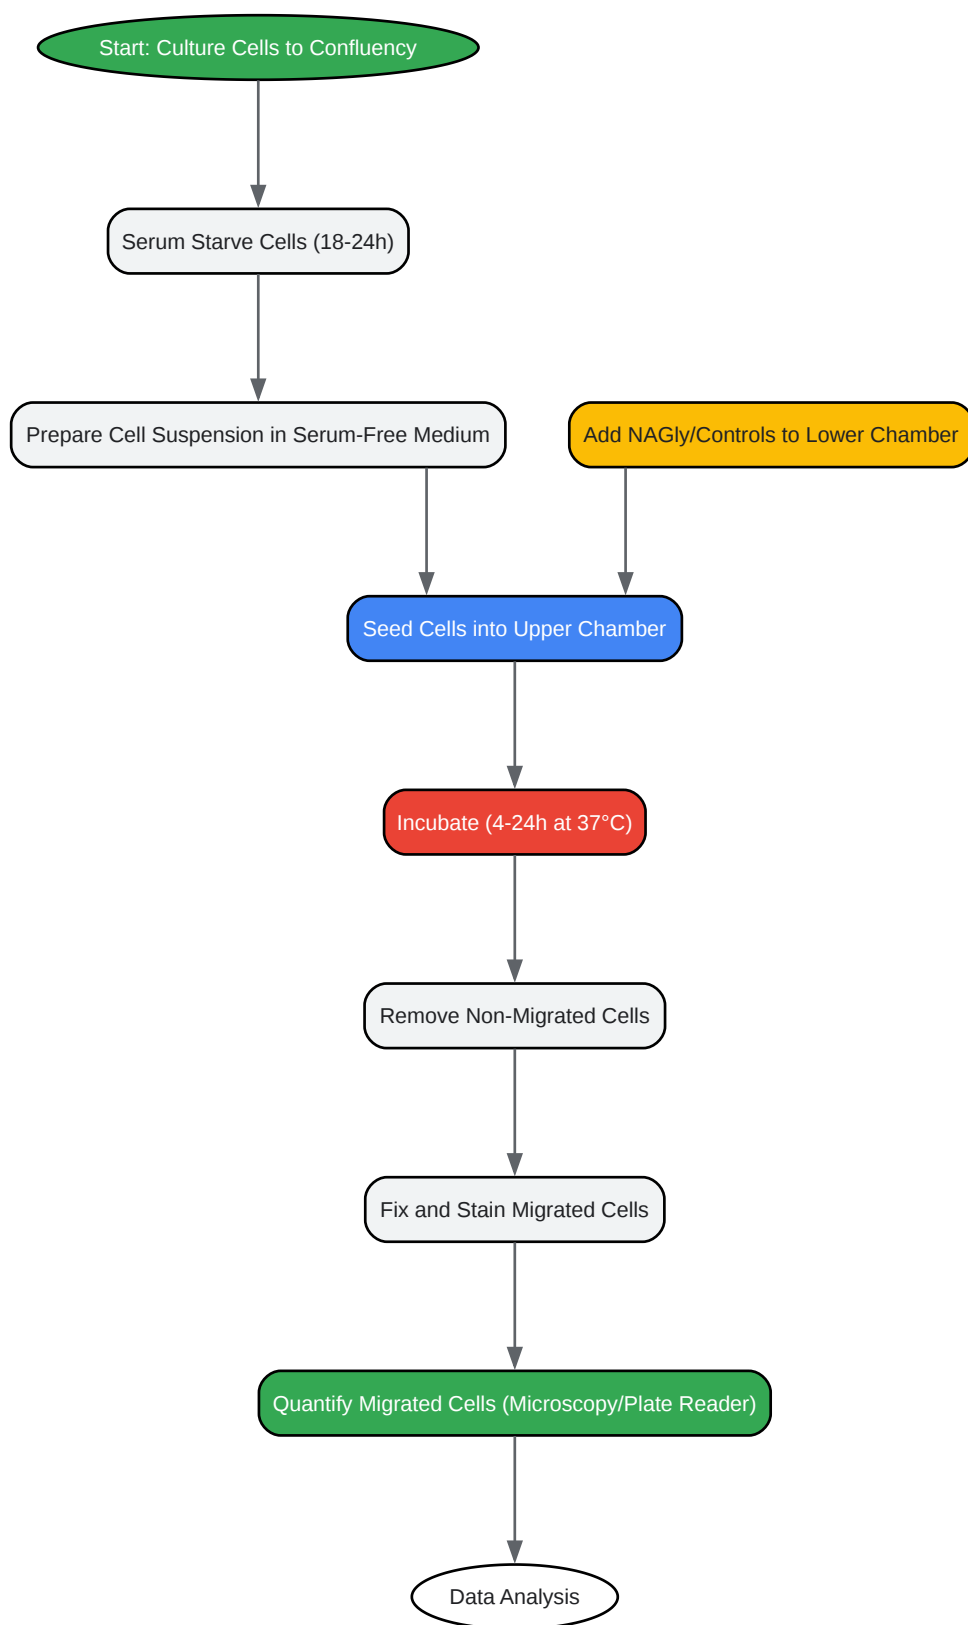 Start: Culture Cells to Confluency
Serum Starve Cells (18-24h)
Prepare Cell Suspension in Serum-Free Medium
Add NAGly/Controls to Lower Chamber
Seed Cells into Upper Chamber
Incubate (4-24h at 37°C)
Remove Non-Migrated Cells
Fix and Stain Migrated Cells
Quantify Migrated Cells (Microscopy/Plate Reader)
Data Analysis